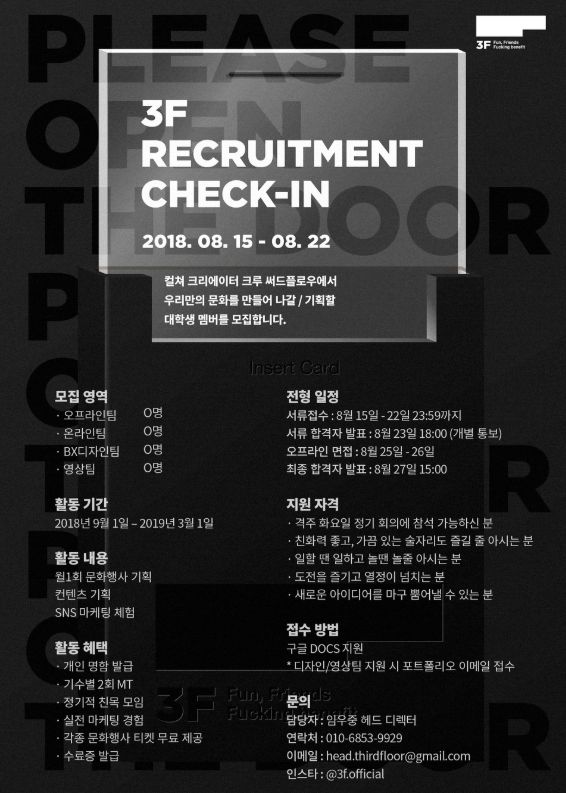 3F
Fun, Friends
Fucking benefit
PLEASE
OPEN
THE DOOR
3F
RECRUITMENT
CHECK-IN
2018. 08. 15 - 08. 22
컬쳐 크리에이터 크루 써드플로우에서
우리만의 문화를 만들어 나갈 / 기획할
대학생 멤버를 모집합니다.
Insert Card
모집 영역
· 오프라인팀 O명
· 온라인팀 O명
· BX디자인팀 O명
· 영상팀 O명
활동 기간
2018년 9월 1일 – 2019년 3월 1일
활동 내용
월1회 문화행사 기획
컨텐츠 기획
SNS 마케팅 체험
활동 혜택
· 개인 명함 발급
· 기수별 2회 MT
· 정기적 친목 모임
· 실전 마케팅 경험
· 각종 문화행사 티켓 무료 제공
· 수료증 발급
전형 일정
서류접수 : 8월 15일 - 22일 23:59까지
서류 합격자 발표 : 8월 23일 18:00 (개별 통보)
오프라인 면접 : 8월 25일 - 26일
최종 합격자 발표 : 8월 27일 15:00
지원 자격
· 격주 화요일 정기 회의에 참석 가능하신 분
· 친화력 좋고, 가끔 있는 술자리도 즐길 줄 아시는 분
· 일할 땐 일하고 놀땐 놀줄 아시는 분
· 도전을 즐기고 열정이 넘치는 분
· 새로운 아이디어를 마구 뿜어낼 수 있는 분
접수 방법
구글 DOCS 지원
* 디자인/영상팀 지원 시 포트폴리오 이메일 접수
문의
담당자 : 임우중 헤드 디렉터
연락처 : 010-6853-9929
이메일 : head.thirdfloor@gmail.com
인스타 : @3f.official
3F
Fun, Friends
Fucking benefit
THE DOOR